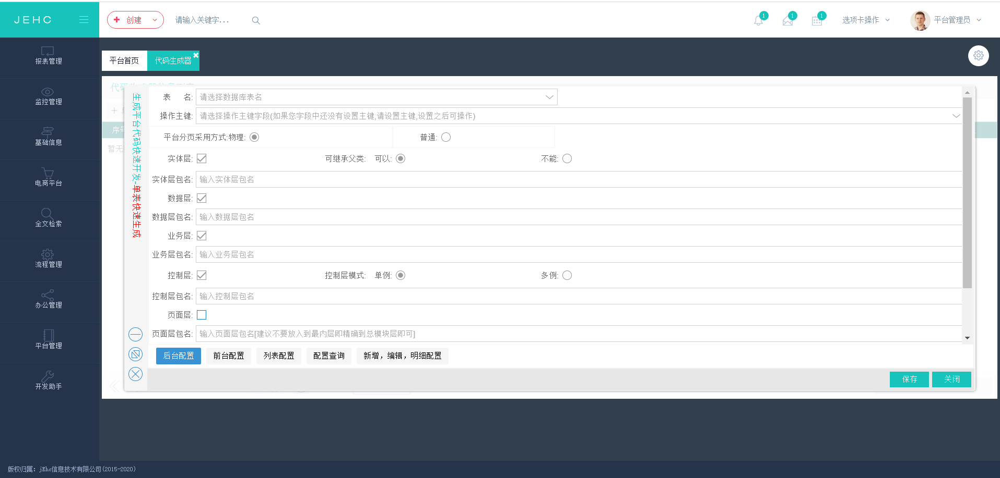 JEHC
创建
请输入关键字...
1
1
1
选项卡操作
平台管理员
报表管理
监控管理
基础信息
电商平台
全文检索
流程管理
办公管理
平台管理
开发助手
平台首页
代码生成器
序号
暂无
生成平台代码快速开发-单表快速生成
表 名: 请选择数据库表名
操作主键: 请选择操作主键字段(如果您字段中还没有设置主键,请设置主键,设置之后可操作)
平台分页采用方式:物理: 普通:
实体层: 可继承父类: 可以: 不能:
实体层包名: 输入实体层包名
数据层:
数据层包名: 输入数据层包名
业务层:
业务层包名: 输入业务层包名
控制层: 控制层模式: 单例: 多例:
控制层包名: 输入控制层包名
页面层:
页面层包名: 输入页面层包名[建议不要放入到最内层即精确到总模块层即可]
后台配置 前台配置 列表配置 配置查询 新增，编辑，明细配置
保存 关闭
版权归属: jEhc信息技术有限公司(2015-2020)